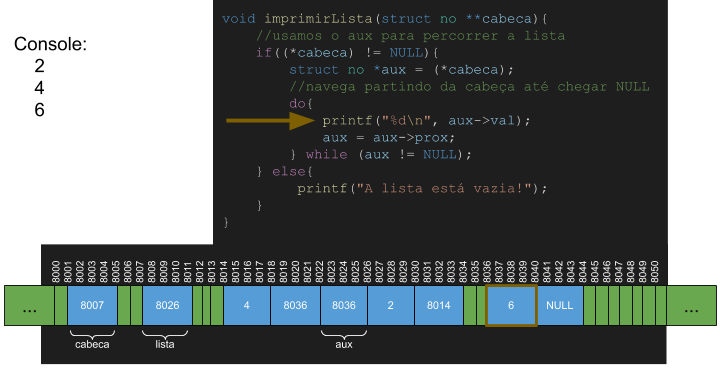 Console:
2
4
6
void imprimirLista(struct no **cabeca){
//usamos o aux para percorrer a lista
if((*cabeca) != NULL){
struct no *aux = (*cabeca);
//navega partindo da cabeça até chegar NULL
do{
printf("%d\n", aux->val);
aux = aux->prox;
} while (aux != NULL);
} else{
printf("A lista está vazia!");
}
}
8000 8001 8002 8003 8004 8005 8006 8007 8008 8009 8010 8011 8012 8013 8014 8015 8016 8017 8018 8019 8020 8021 8022 8023 8024 8025 8026 8027 8028 8029 8030 8031 8032 8033 8034 8035 8036 8037 8038 8039 8040 8041 8042 8043 8044 8045 8046 8047 8048 8049 8050
... 8007 8026 4 8036 8036 2 8014 6 NULL ...
cabeca lista aux